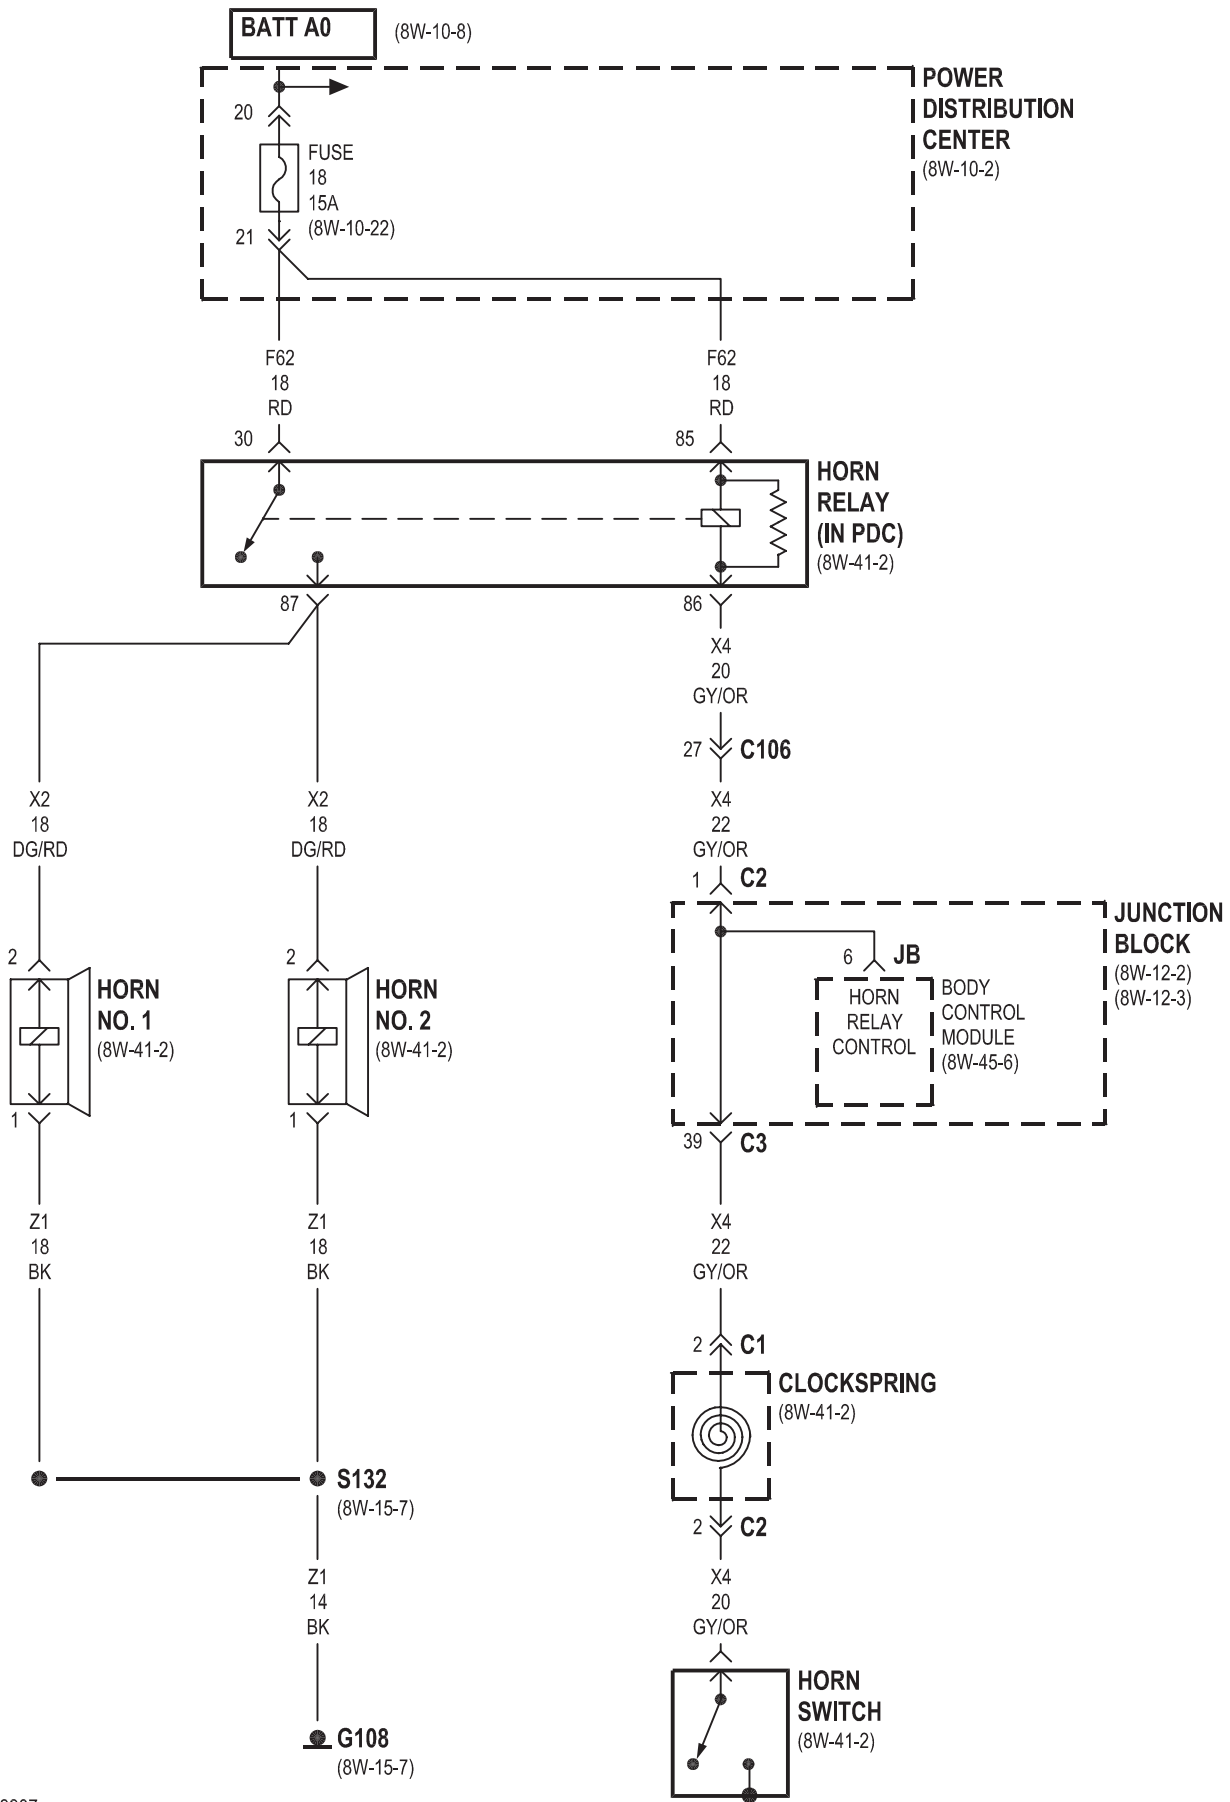 BATT A0
(8W-10-8)
POWER
DISTRIBUTION
CENTER
(8W-10-2)
20
FUSE
18
15A
(8W-10-22)
21
F62
18
RD
F62
18
RD
30
85
HORN
RELAY
(IN PDC)
(8W-41-2)
87
86
X4
20
GY/OR
27
C106
X2
18
DG/RD
X2
18
DG/RD
X4
22
GY/OR
1
C2
JUNCTION
BLOCK
(8W-12-2)
(8W-12-3)
6
JB
HORN
RELAY
CONTROL
BODY
CONTROL
MODULE
(8W-45-6)
2
HORN
NO. 1
(8W-41-2)
1
2
HORN
NO. 2
(8W-41-2)
1
39
C3
Z1
18
BK
Z1
18
BK
X4
22
GY/OR
2
C1
CLOCKSPRING
(8W-41-2)
S132
(8W-15-7)
2
C2
Z1
14
BK
X4
20
GY/OR
G108
(8W-15-7)
HORN
SWITCH
(8W-41-2)